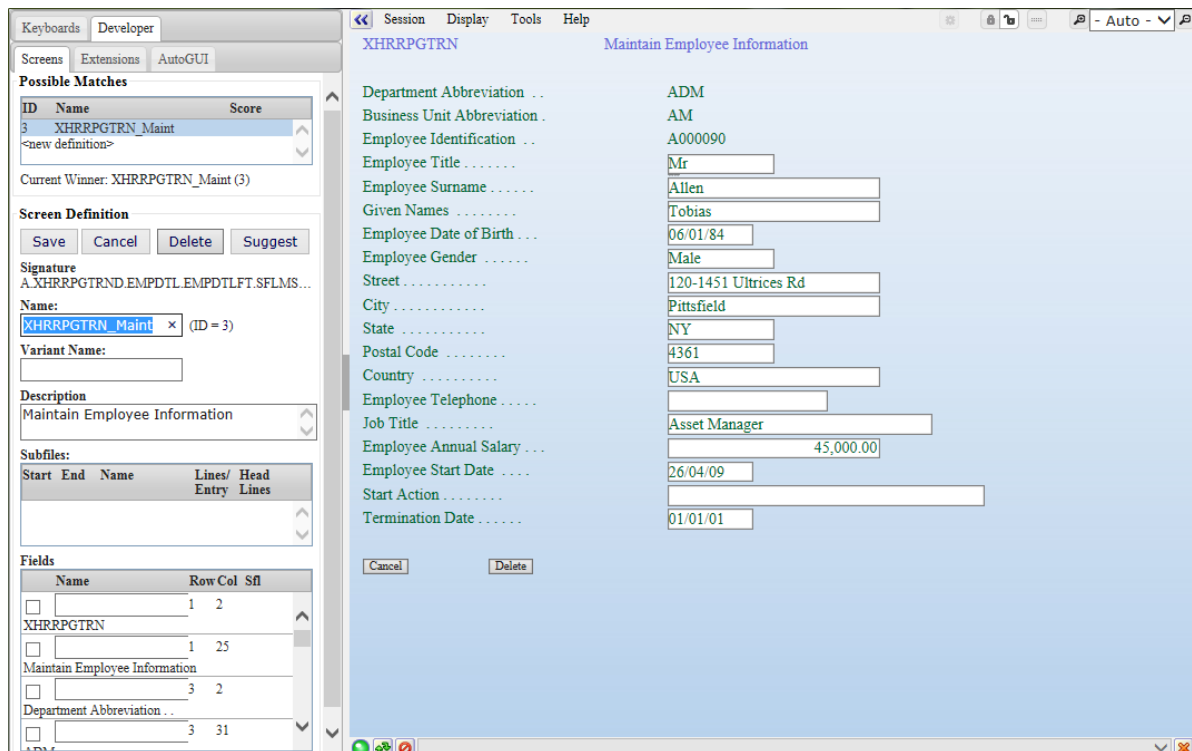 Keyboards Developer
Screens Extensions AutoGUI
Possible Matches
ID Name Score
3 XHRRPGTRN_Maint
<new definition>
Current Winner: XHRRPGTRN_Maint (3)
Screen Definition
Save Cancel Delete Suggest
Signature
A.XHRRPGTRND.EMPDTL.EMPDTLFT.SFLMS...
Name:
XHRRPGTRN_Maint × (ID = 3)
Variant Name:
Description
Maintain Employee Information
Subfiles:
Start End Name Lines/ Head
Entry Lines
Fields
Name Row Col Sfl
1 2
XHRRPGTRN
1 25
Maintain Employee Information
3 2
Department Abbreviation . .
3 31
ADM
Session Display Tools Help - Auto -
XHRRPGTRN Maintain Employee Information
Department Abbreviation . . ADM
Business Unit Abbreviation . AM
Employee Identification . . A000090
Employee Title . . . . . . . Mr
Employee Surname . . . . . . Allen
Given Names . . . . . . . . Tobias
Employee Date of Birth . . . 06/01/84
Employee Gender . . . . . . Male
Street . . . . . . . . . . . 120-1451 Ultrices Rd
City . . . . . . . . . . . . Pittsfield
State . . . . . . . . . . . NY
Postal Code . . . . . . . . 4361
Country . . . . . . . . . . USA
Employee Telephone . . . . .
Job Title . . . . . . . . . Asset Manager
Employee Annual Salary . . . 45,000.00
Employee Start Date . . . . 26/04/09
Start Action . . . . . . . .
Termination Date . . . . . . 01/01/01
Cancel Delete